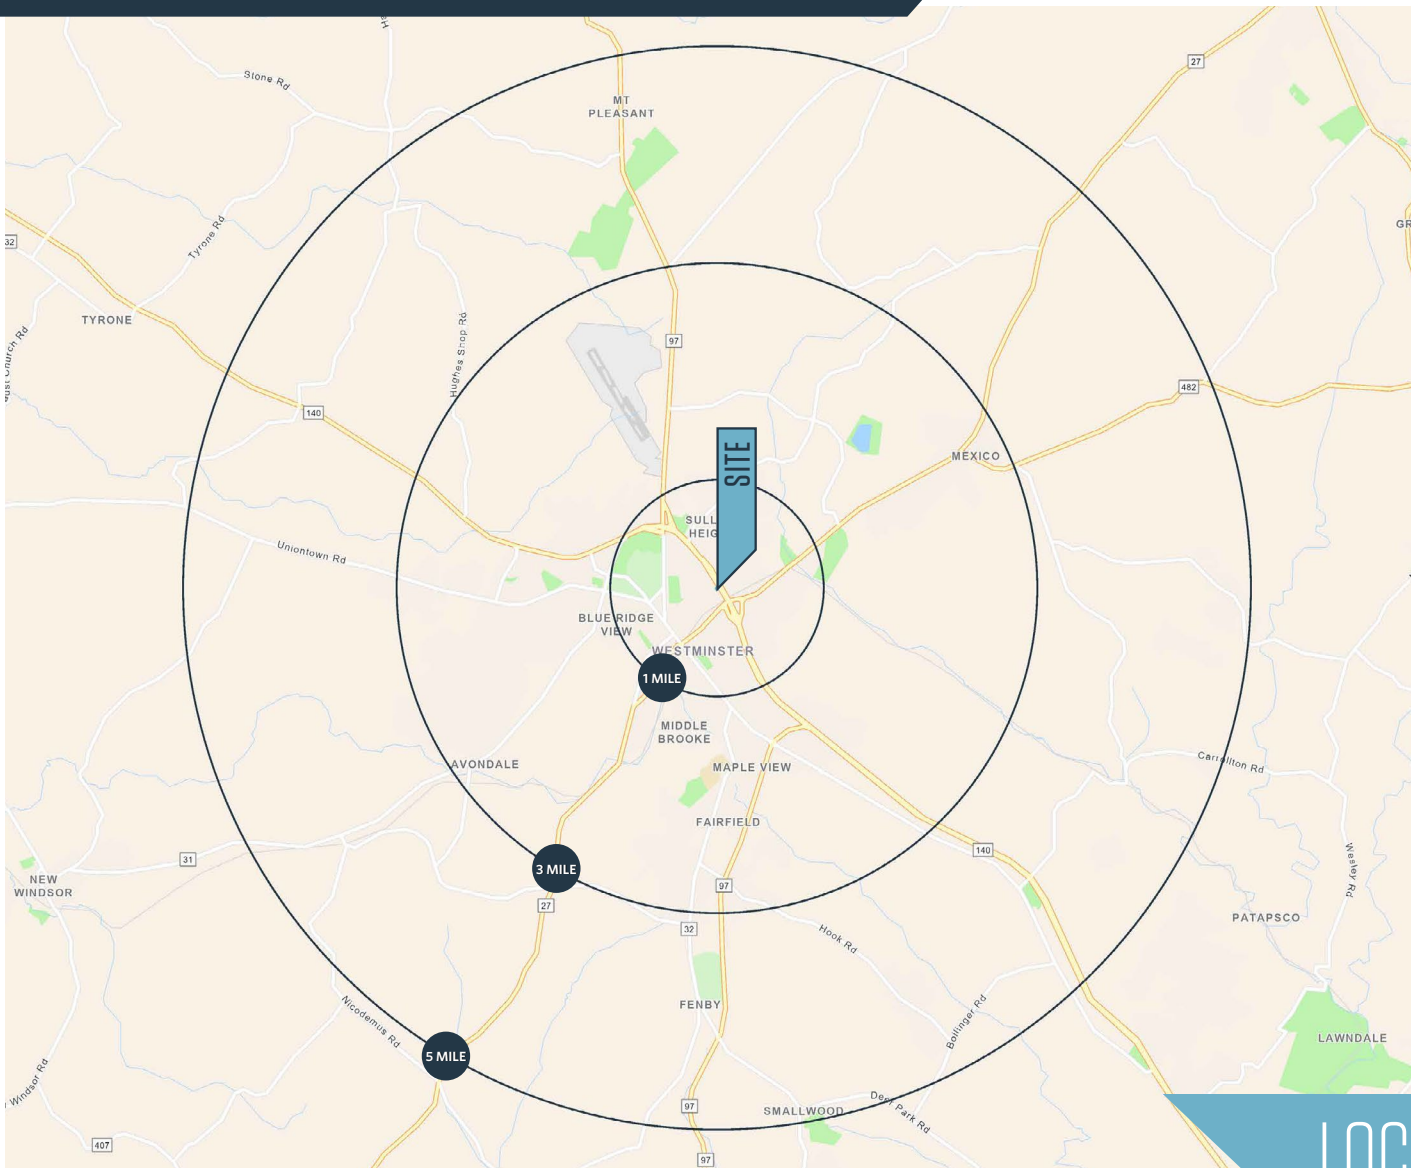 27
Stone Rd
MT
PLEASANT
Tyrone Rd
32
TYRONE
Hughes Shop Rd
97
482
140
MEXICO
SITE
Uniontown Rd
BLUE RIDGE
VIEW
WESTMINSTER
1 MILE
MIDDLE
BROOKE
AVONDALE
MAPLE VIEW
Carrollton Rd
FAIRFIELD
140
31
3 MILE
Wesley Rd
NEW
WINDSOR
97
27
PATAPSCO
32
Hook Rd
FENBY
Nicodemus Rd
Bollinger Rd
LAWNDALE
5 MILE
Windsor Rd
97
SMALLWOOD
Deer Park Rd
407
97